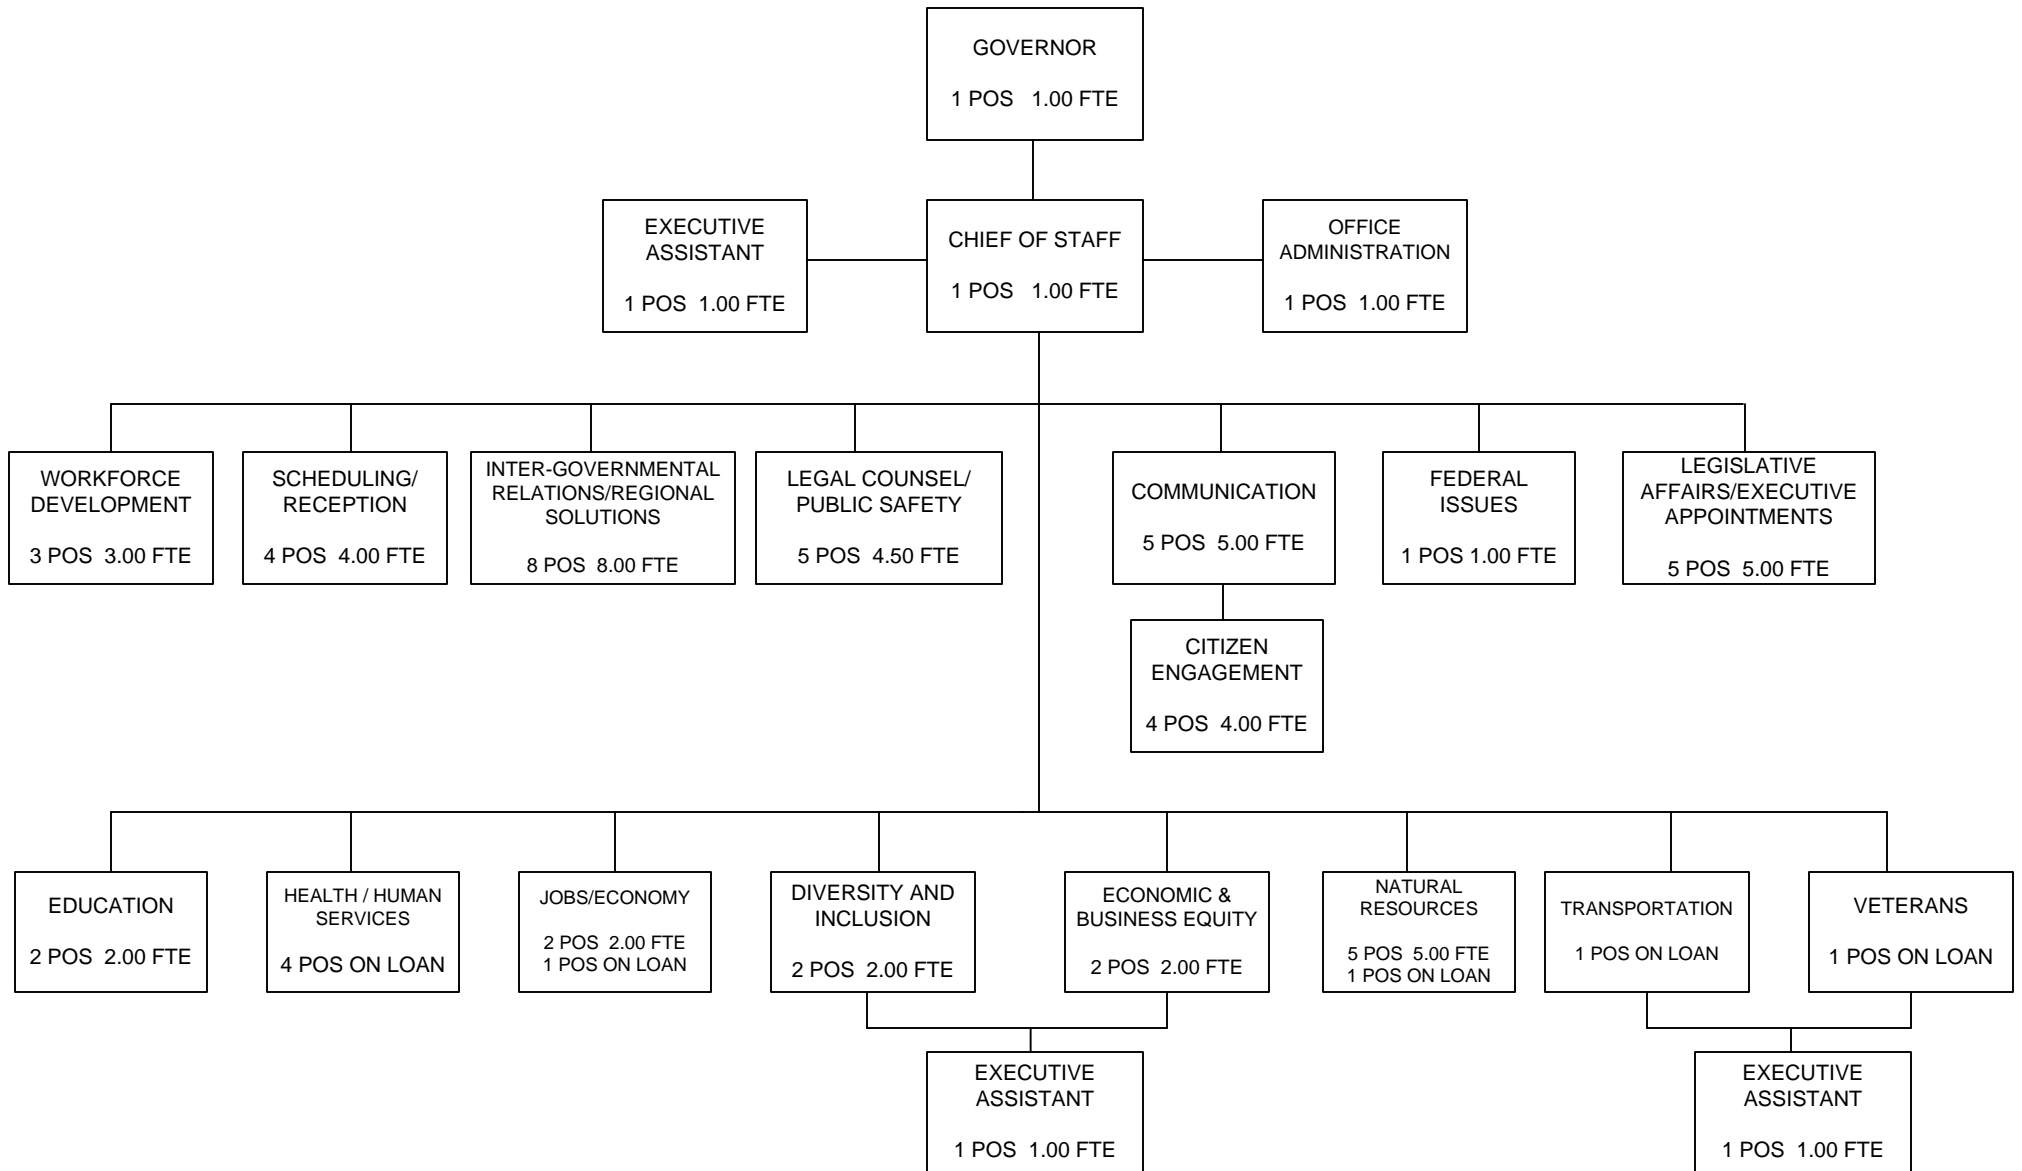 GOVERNOR
1 POS 1.00 FTE
EXECUTIVE
ASSISTANT
1 POS 1.00 FTE
CHIEF OF STAFF
1 POS 1.00 FTE
OFFICE
ADMINISTRATION
1 POS 1.00 FTE
WORKFORCE
DEVELOPMENT
3 POS 3.00 FTE
SCHEDULING/
RECEPTION
4 POS 4.00 FTE
INTER-GOVERNMENTAL
RELATIONS/REGIONAL
SOLUTIONS
8 POS 8.00 FTE
LEGAL COUNSEL/
PUBLIC SAFETY
5 POS 4.50 FTE
COMMUNICATION
5 POS 5.00 FTE
FEDERAL
ISSUES
1 POS 1.00 FTE
LEGISLATIVE
AFFAIRS/EXECUTIVE
APPOINTMENTS
5 POS 5.00 FTE
CITIZEN
ENGAGEMENT
4 POS 4.00 FTE
EDUCATION
2 POS 2.00 FTE
HEALTH / HUMAN
SERVICES
4 POS ON LOAN
JOBS/ECONOMY
2 POS 2.00 FTE
1 POS ON LOAN
DIVERSITY AND
INCLUSION
2 POS 2.00 FTE
ECONOMIC &
BUSINESS EQUITY
2 POS 2.00 FTE
NATURAL
RESOURCES
5 POS 5.00 FTE
1 POS ON LOAN
TRANSPORTATION
1 POS ON LOAN
VETERANS
1 POS ON LOAN
EXECUTIVE
ASSISTANT
1 POS 1.00 FTE
EXECUTIVE
ASSISTANT
1 POS 1.00 FTE